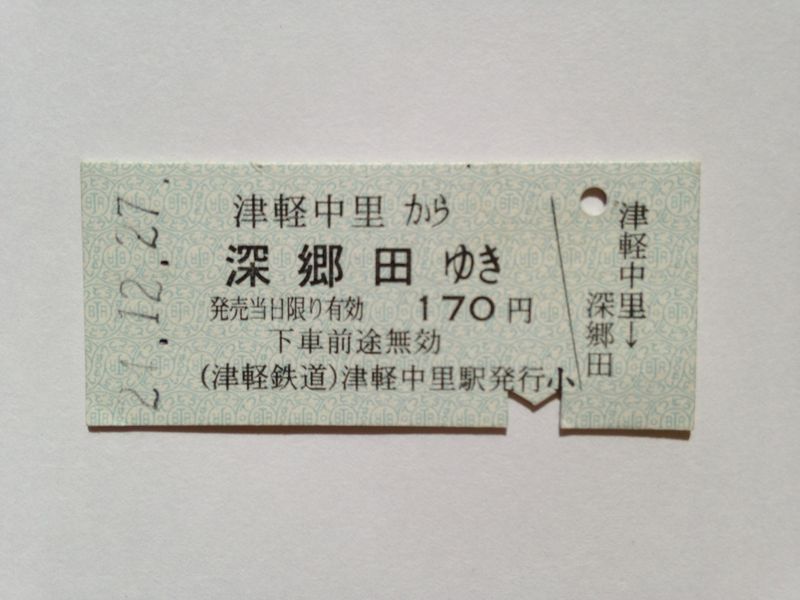 21.12.27.
津軽中里から
深郷田ゆき
発売当日限り有効 170円
下車前途無効
(津軽鉄道)津軽中里駅発行
小
津軽中里→
深郷田